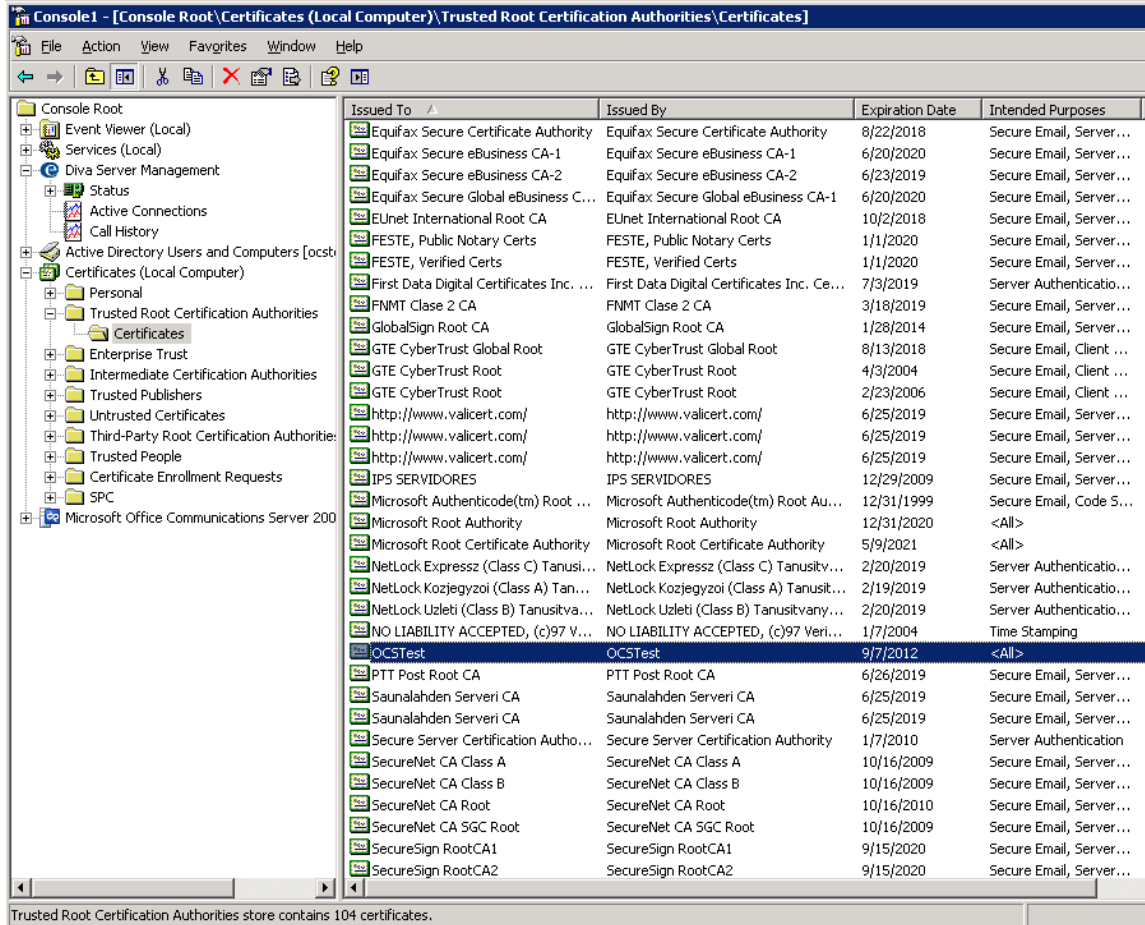 Console1 - [Console Root\Certificates (Local Computer)\Trusted Root Certification Authorities\Certificates]
File Action View Favorites Window Help
Console Root
Event Viewer (Local)
Services (Local)
Diva Server Management
Status
Active Connections
Call History
Active Directory Users and Computers [ocst
Certificates (Local Computer)
Personal
Trusted Root Certification Authorities
Certificates
Enterprise Trust
Intermediate Certification Authorities
Trusted Publishers
Untrusted Certificates
Third-Party Root Certification Authoritie
Trusted People
Certificate Enrollment Requests
SPC
Microsoft Office Communications Server 200
Issued To Issued By Expiration Date Intended Purposes
Equifax Secure Certificate Authority Equifax Secure Certificate Authority 8/22/2018 Secure Email, Server...
Equifax Secure eBusiness CA-1 Equifax Secure eBusiness CA-1 6/20/2020 Secure Email, Server...
Equifax Secure eBusiness CA-2 Equifax Secure eBusiness CA-2 6/23/2019 Secure Email, Server...
Equifax Secure Global eBusiness C... Equifax Secure Global eBusiness CA-1 6/20/2020 Secure Email, Server...
EUnet International Root CA EUnet International Root CA 10/2/2018 Secure Email, Server...
FESTE, Public Notary Certs FESTE, Public Notary Certs 1/1/2020 Secure Email, Server...
FESTE, Verified Certs FESTE, Verified Certs 1/1/2020 Secure Email, Server...
First Data Digital Certificates Inc. ... First Data Digital Certificates Inc. Ce... 7/3/2019 Server Authenticatio...
FNMT Clase 2 CA FNMT Clase 2 CA 3/18/2019 Secure Email, Server...
GlobalSign Root CA GlobalSign Root CA 1/28/2014 Secure Email, Server...
GTE CyberTrust Global Root GTE CyberTrust Global Root 8/13/2018 Secure Email, Client ...
GTE CyberTrust Root GTE CyberTrust Root 4/3/2004 Secure Email, Client ...
GTE CyberTrust Root GTE CyberTrust Root 2/23/2006 Secure Email, Client ...
http://www.valicert.com/ http://www.valicert.com/ 6/25/2019 Secure Email, Server...
http://www.valicert.com/ http://www.valicert.com/ 6/25/2019 Secure Email, Server...
http://www.valicert.com/ http://www.valicert.com/ 6/25/2019 Secure Email, Server...
IPS SERVIDORES IPS SERVIDORES 12/29/2009 Secure Email, Server...
Microsoft Authenticode(tm) Root ... Microsoft Authenticode(tm) Root Au... 12/31/1999 Secure Email, Code S...
Microsoft Root Authority Microsoft Root Authority 12/31/2020 <All>
Microsoft Root Certificate Authority Microsoft Root Certificate Authority 5/9/2021 <All>
NetLock Expressz (Class C) Tanusi... NetLock Expressz (Class C) Tanusitv... 2/20/2019 Server Authenticatio...
NetLock Kozjegyzoi (Class A) Tan... NetLock Kozjegyzoi (Class A) Tanusit... 2/19/2019 Server Authenticatio...
NetLock Uzleti (Class B) Tanusitva... NetLock Uzleti (Class B) Tanusitvany... 2/20/2019 Server Authenticatio...
NO LIABILITY ACCEPTED, (c)97 V... NO LIABILITY ACCEPTED, (c)97 Veri... 1/7/2004 Time Stamping
OCSTest OCSTest 9/7/2012 <All>
PTT Post Root CA PTT Post Root CA 6/26/2019 Secure Email, Server...
Saunalahden Serveri CA Saunalahden Serveri CA 6/25/2019 Secure Email, Server...
Saunalahden Serveri CA Saunalahden Serveri CA 6/25/2019 Secure Email, Server...
Secure Server Certification Autho... Secure Server Certification Authority 1/7/2010 Server Authentication
SecureNet CA Class A SecureNet CA Class A 10/16/2009 Secure Email, Server...
SecureNet CA Class B SecureNet CA Class B 10/16/2009 Secure Email, Server...
SecureNet CA Root SecureNet CA Root 10/16/2010 Secure Email, Server...
SecureNet CA SGC Root SecureNet CA SGC Root 10/16/2009 Secure Email, Server...
SecureSign RootCA1 SecureSign RootCA1 9/15/2020 Secure Email, Server...
SecureSign RootCA2 SecureSign RootCA2 9/15/2020 Secure Email, Server...
Trusted Root Certification Authorities store contains 104 certificates.